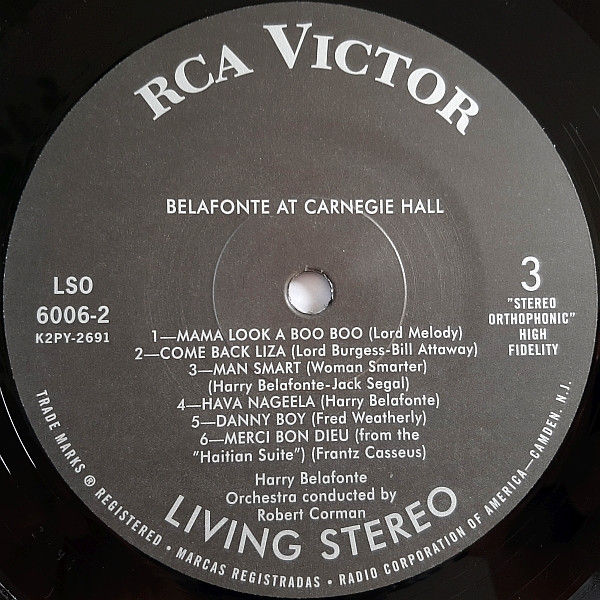 RCA VICTOR
BELAFONTE AT CARNEGIE HALL
LSO
6006-2
K2PY-2691
3
"STEREO
ORTHOPHONIC"
HIGH
FIDELITY
1—MAMA LOOK A BOO BOO (Lord Melody)
2—COME BACK LIZA (Lord Burgess-Bill Attaway)
3—MAN SMART (Woman Smarter)
(Harry Belafonte-Jack Segal)
4—HAVA NAGEELA (Harry Belafonte)
5—DANNY BOY (Fred Weatherly)
6—MERCI BON DIEU (from the
"Haitian Suite") (Frantz Casseus)
Harry Belafonte
Orchestra conducted by
Robert Corman
LIVING STEREO
TRADE MARKS ® REGISTERED • MARCAS REGISTRADAS • RADIO CORPORATION OF AMERICA—CAMDEN, N.J.